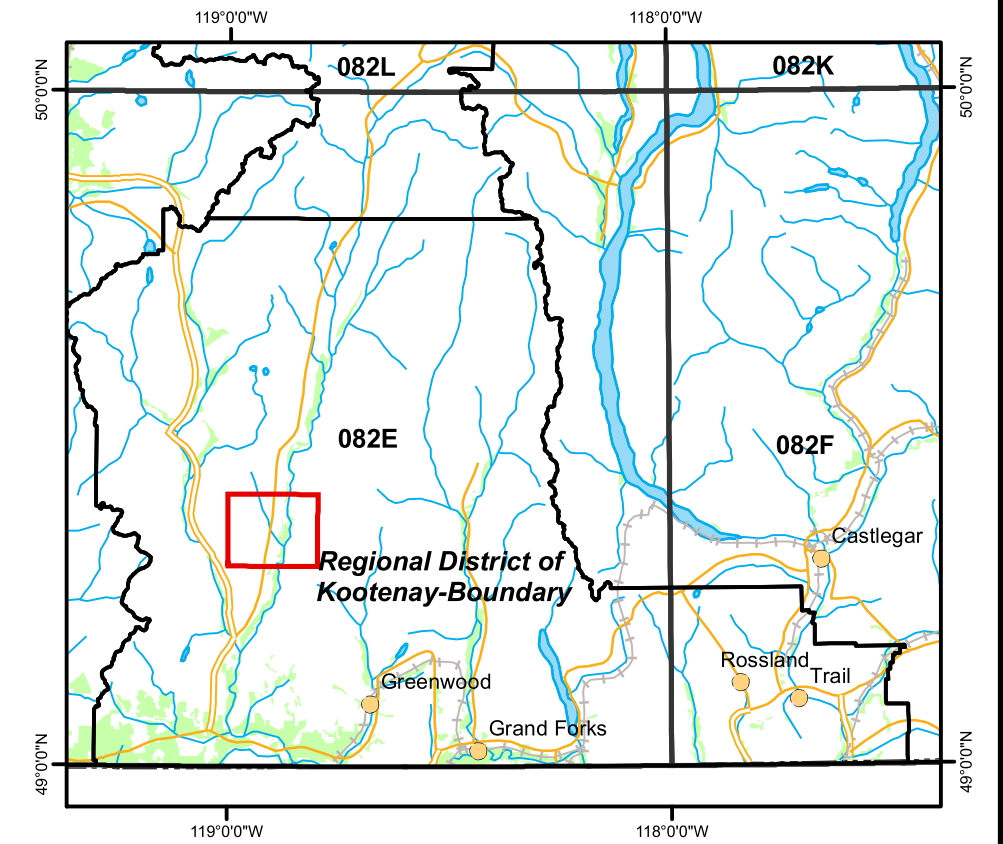 119°0'0"W
118°0'0"W
082L
082K
50°0'0"N
50°0'0"N
082E
082F
Castlegar
Regional District of
Kootenay-Boundary
Rossland
Trail
Greenwood
Grand Forks
49°0'0"N
49°0'0"N
119°0'0"W
118°0'0"W